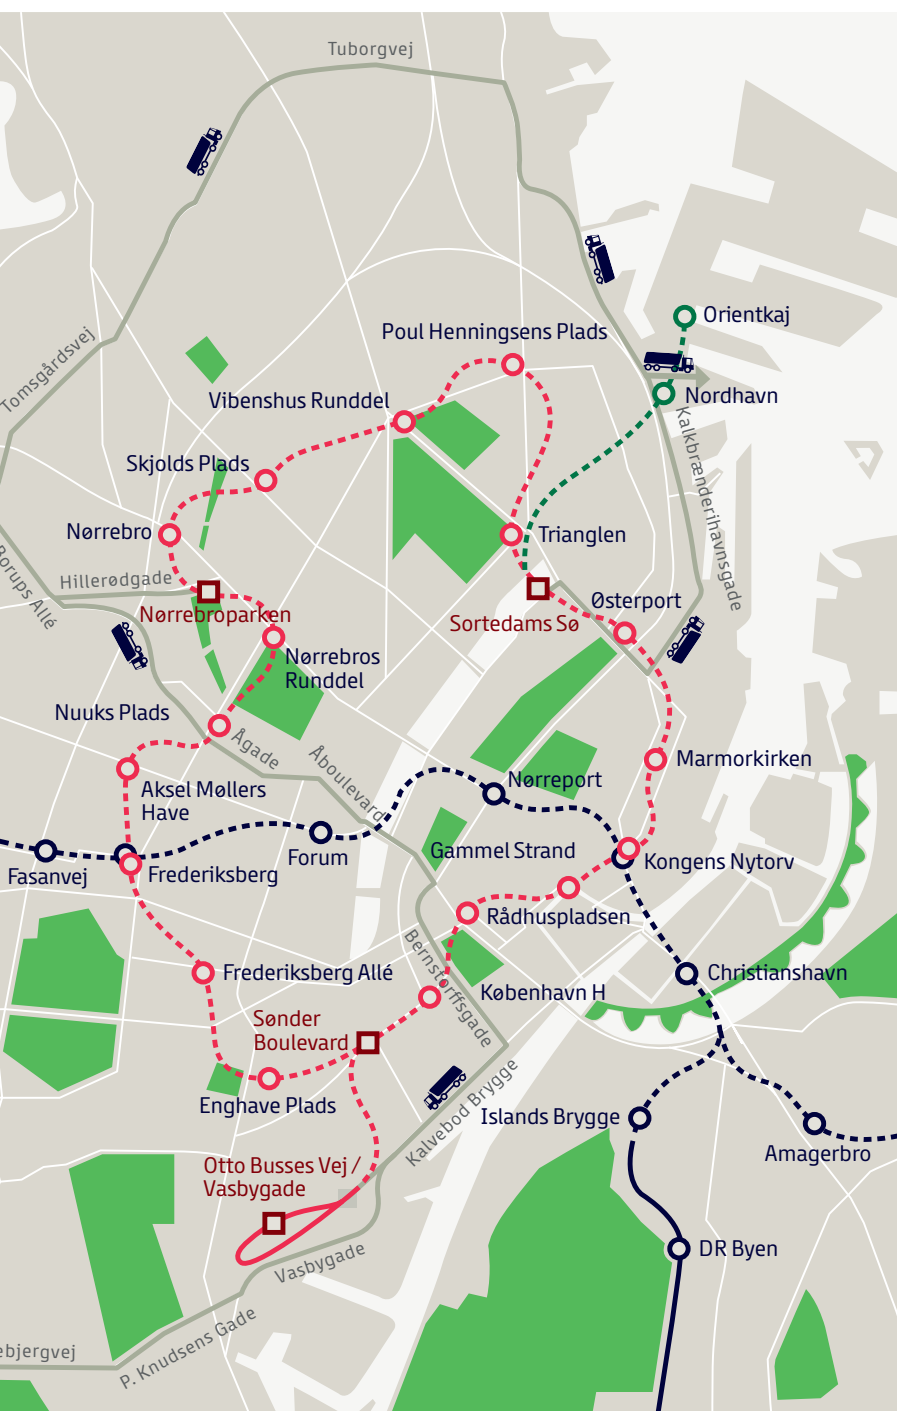 Tuborgvej
Orientkaj
Poul Henningsens Plads
Tomsgårdsvej
Nordhavn
Vibenshus Runddel
Kalkbrænderihavnsgade
Skjolds Plads
Nørrebro
Trianglen
Borups Allé
Hillerødgade
Østerport
Nørrebroparken
Sortedams Sø
Nørrebros
Runddel
Nuuks Plads
Ågade
Åboulevard
Marmorkirken
Nørreport
Aksel Møllers
Have
Forum
Gammel Strand
Kongens Nytorv
Fasanvej
Frederiksberg
Rådhuspladsen
Bernstorffsgade
Frederiksberg Allé
Christianshavn
København H
Sønder
Boulevard
Enghave Plads
Kalvebod Brygge
Islands Brygge
Amagerbro
Otto Busses Vej /
Vasbygade
DR Byen
Vasbygade
P. Knudsens Gade
ebjergvej